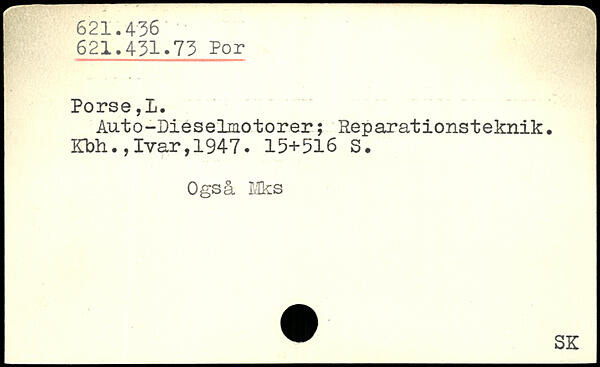 621.436
621.431.73 Por
Porse,L.
Auto-Dieselmotorer; Reparationsteknik.
Kbh.,Ivar,1947. 15+516 S.
Også Mks
SK